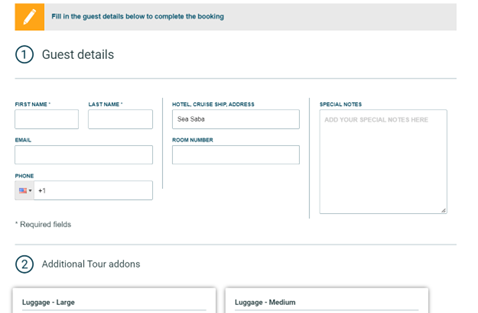 Fill in the guest details below to complete the booking
1 Guest details
FIRST NAME * LAST NAME * HOTEL, CRUISE SHIP, ADDRESS SPECIAL NOTES
Sea Saba ADD YOUR SPECIAL NOTES HERE
EMAIL ROOM NUMBER
PHONE
+1
* Required fields
2 Additional Tour addons
Luggage - Large Luggage - Medium